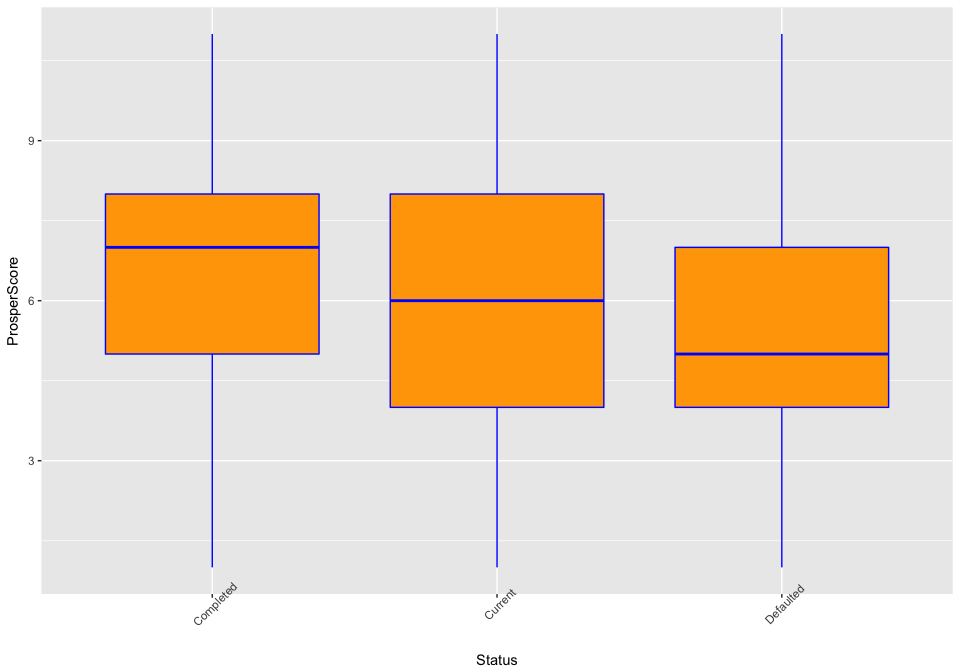 ProsperScore
9
6
3
Completed
Current
Defaulted
Status